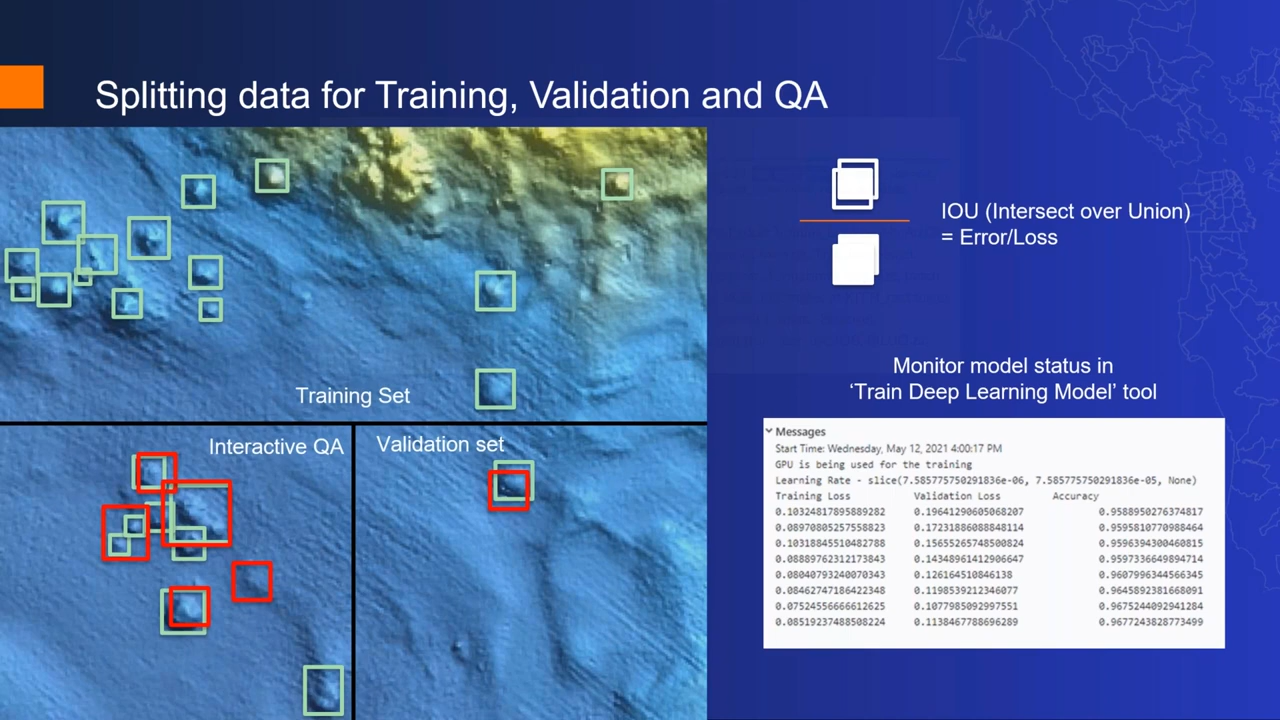 Splitting data for Training, Validation and QA
Training Set
Interactive QA
Validation set
IOU (Intersect over Union)
= Error/Loss
Monitor model status in
‘Train Deep Learning Model’ tool
Messages
Start Time: Wednesday, May 12, 2021 4:00:17 PM
GPU is being used for the training
Learning Rate - slice(7.585775750291836e-06, 7.585775750291836e-05, None)
Training Loss Validation Loss Accuracy
0.10324817895889282 0.19641290605068207 0.9588950276374817
0.08970805257558823 0.17231886088848114 0.9595810770988464
0.10318845510482788 0.15655265748500824 0.9596394300460815
0.08889762312173843 0.14348961412906647 0.9597336649894714
0.08040793240070343 0.126164510846138 0.9607996344566345
0.08462747186422348 0.1198539212346077 0.9645892381668091
0.07524556666612625 0.1077985092997551 0.9675244092941284
0.08519237488508224 0.1138467788696289 0.9677243828773499